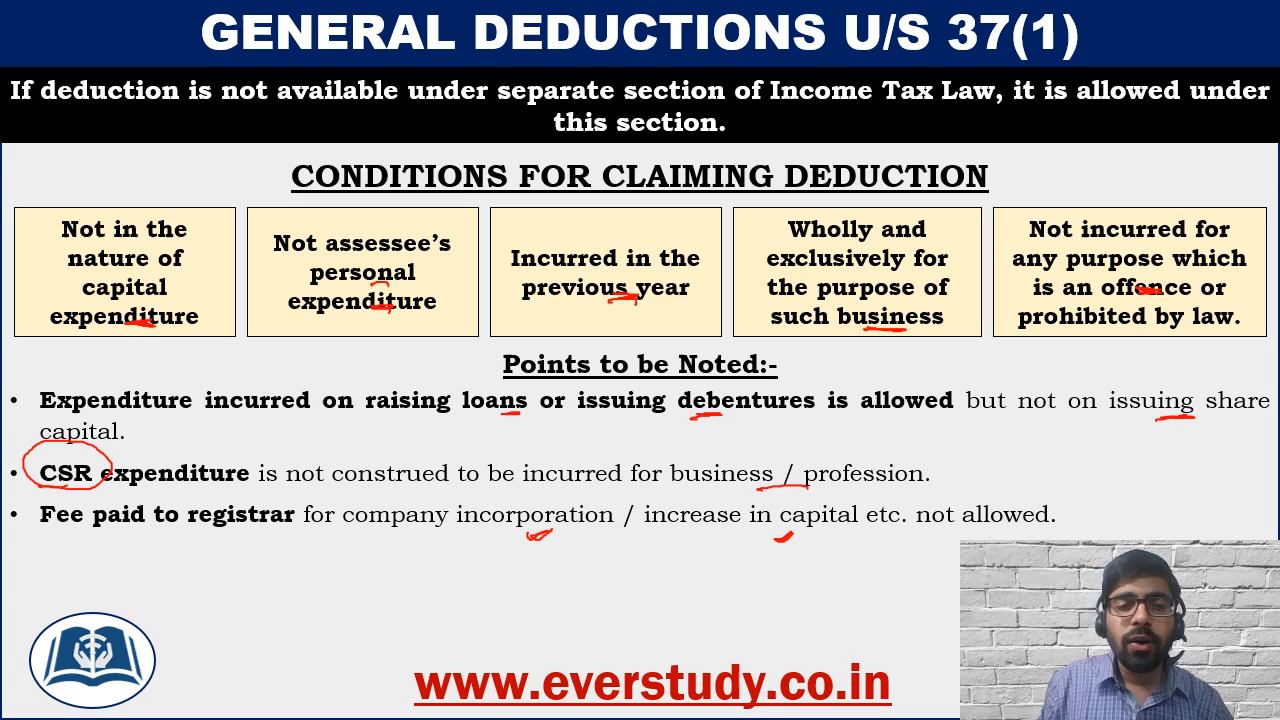 GENERAL DEDUCTIONS U/S 37(1)
If deduction is not available under separate section of Income Tax Law, it is allowed under
this section.
CONDITIONS FOR CLAIMING DEDUCTION
Not in the
nature of
capital
expenditure
Not assessee’s
personal
expenditure
Incurred in the
previous year
Wholly and
exclusively for
the purpose of
such business
Not incurred for
any purpose which
is an offence or
prohibited by law.
Points to be Noted:-
• Expenditure incurred on raising loans or issuing debentures is allowed but not on issuing share
capital.
• CSR expenditure is not construed to be incurred for business / profession.
• Fee paid to registrar for company incorporation / increase in capital etc. not allowed.
www.everstudy.co.in